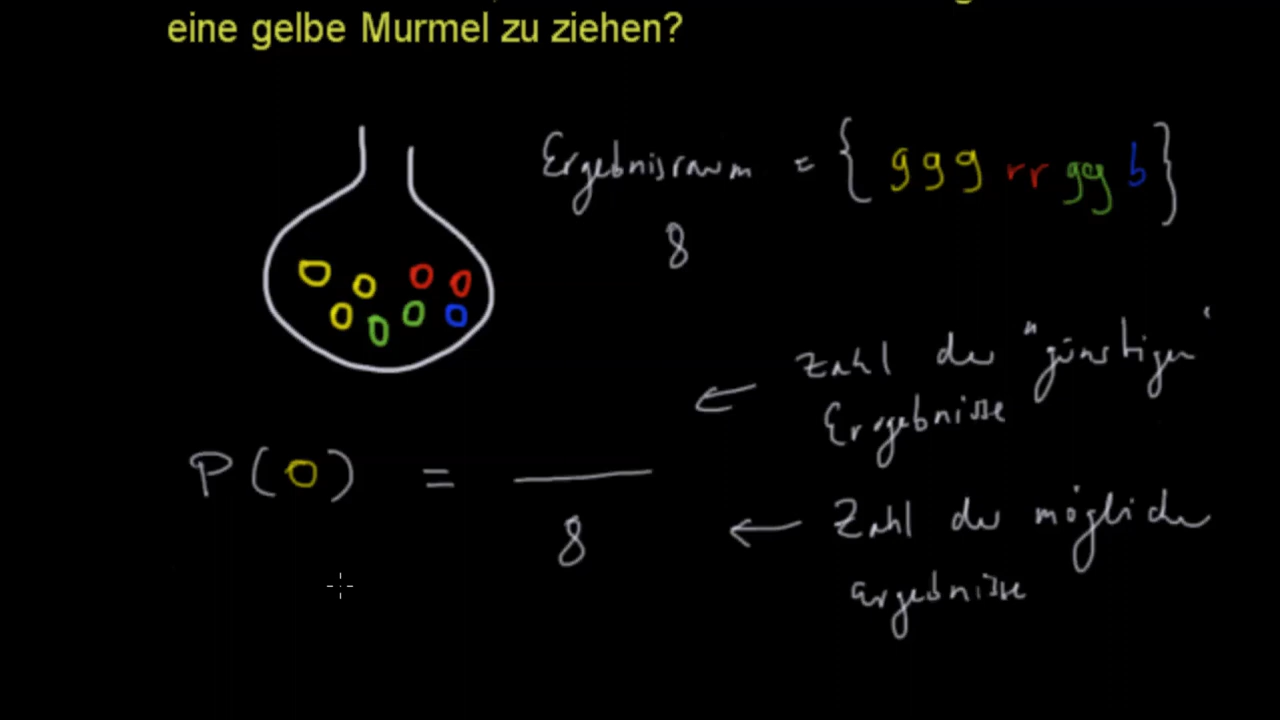 eine gelbe Murmel zu ziehen?
Ergebnisraum = { g g g r r g g b }
8
Zahl der "günstigen"
Ergebnisse
P(O) =
8
Zahl der möglichen
ergebnisse